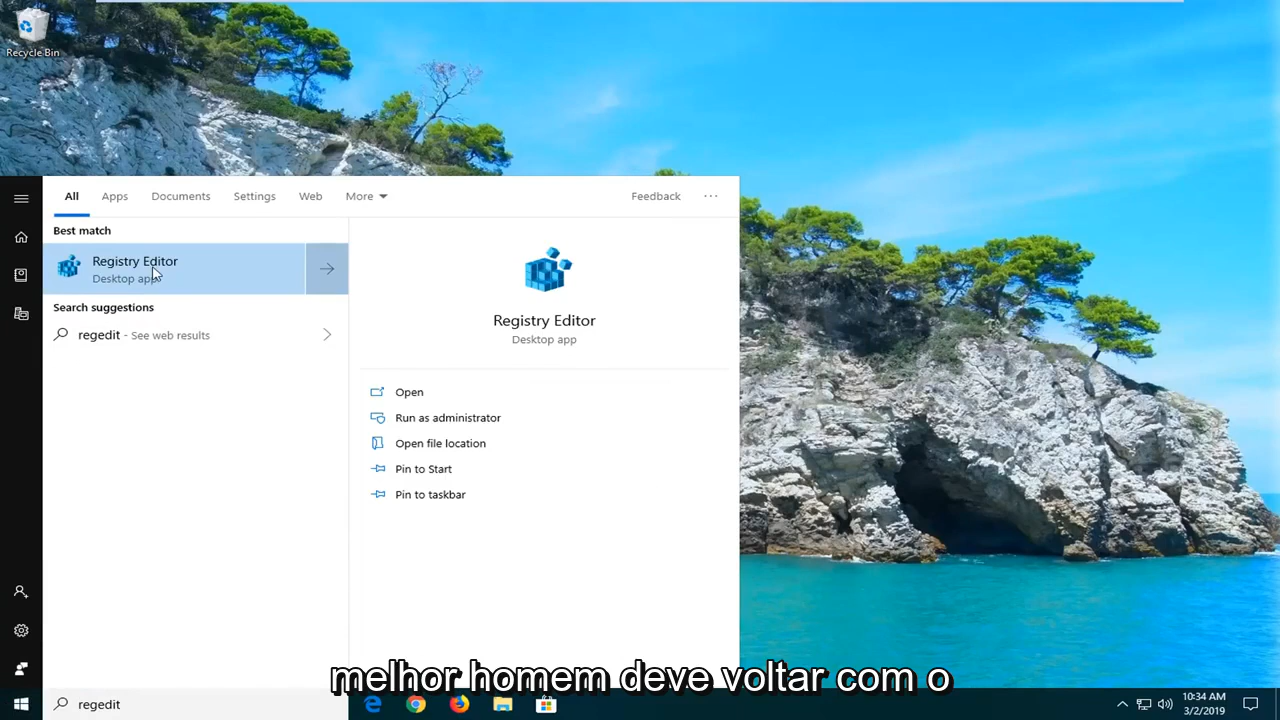 Recycle Bin
All Apps Documents Settings Web More Feedback ...
Best match
Registry Editor
Desktop app
Search suggestions
regedit - See web results
Registry Editor
Desktop app
Open
Run as administrator
Open file location
Pin to Start
Pin to taskbar
melhor homem deve voltar com o
regedit
10:34 AM
3/2/2019